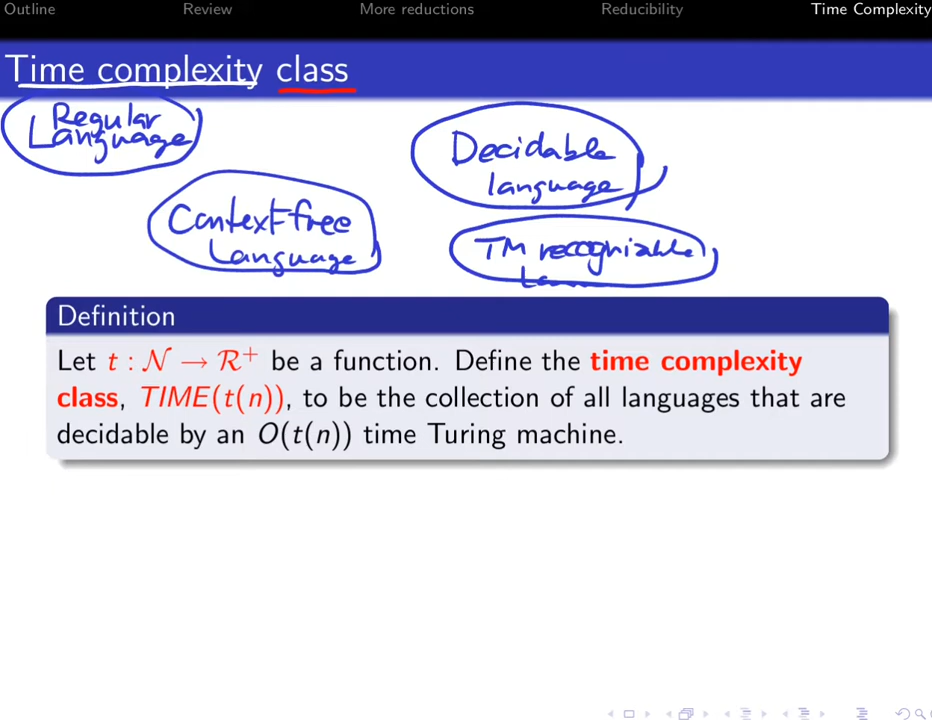 Outline Review More reductions Reducibility Time Complexity
Time complexity class
Regular
Language
Decidable
language
Context-free
Language
TM recognizable
Definition
Let t : N → R⁺ be a function. Define the time complexity
class, TIME(t(n)), to be the collection of all languages that are
decidable by an O(t(n)) time Turing machine.